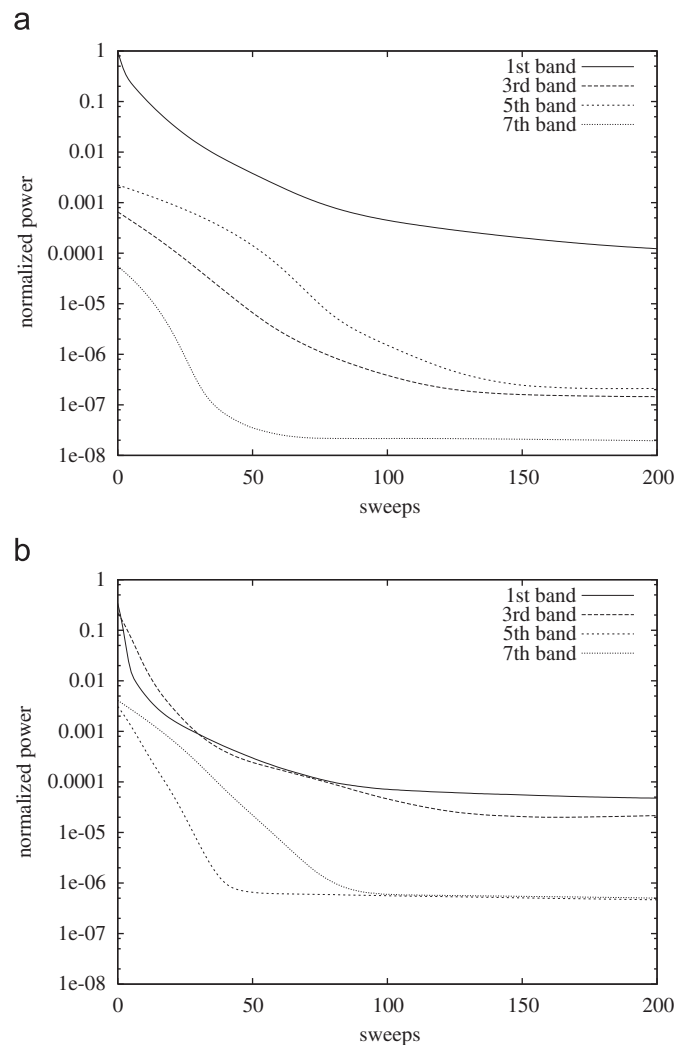 a
1
0.1
0.01
0.001
0.0001
1e-05
1e-06
1e-07
1e-08
normalized power
1st band
3rd band
5th band
7th band
0 50 100 150 200
sweeps
b
1
0.1
0.01
0.001
0.0001
1e-05
1e-06
1e-07
1e-08
normalized power
1st band
3rd band
5th band
7th band
0 50 100 150 200
sweeps